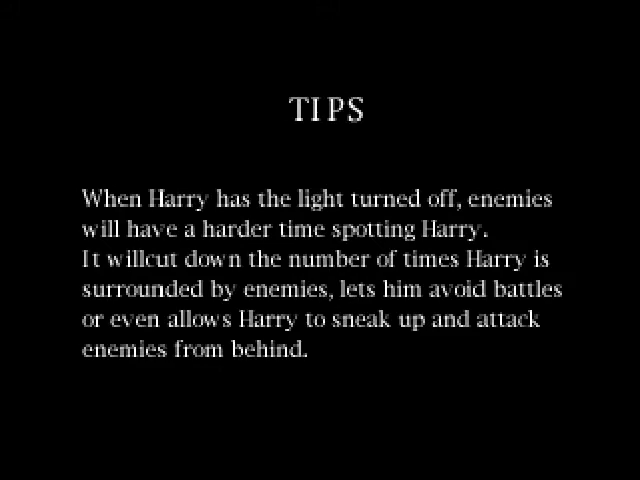 TIPS
When Harry has the light turned off, enemies
will have a harder time spotting Harry.
It willcut down the number of times Harry is
surrounded by enemies, lets him avoid battles
or even allows Harry to sneak up and attack
enemies from behind.